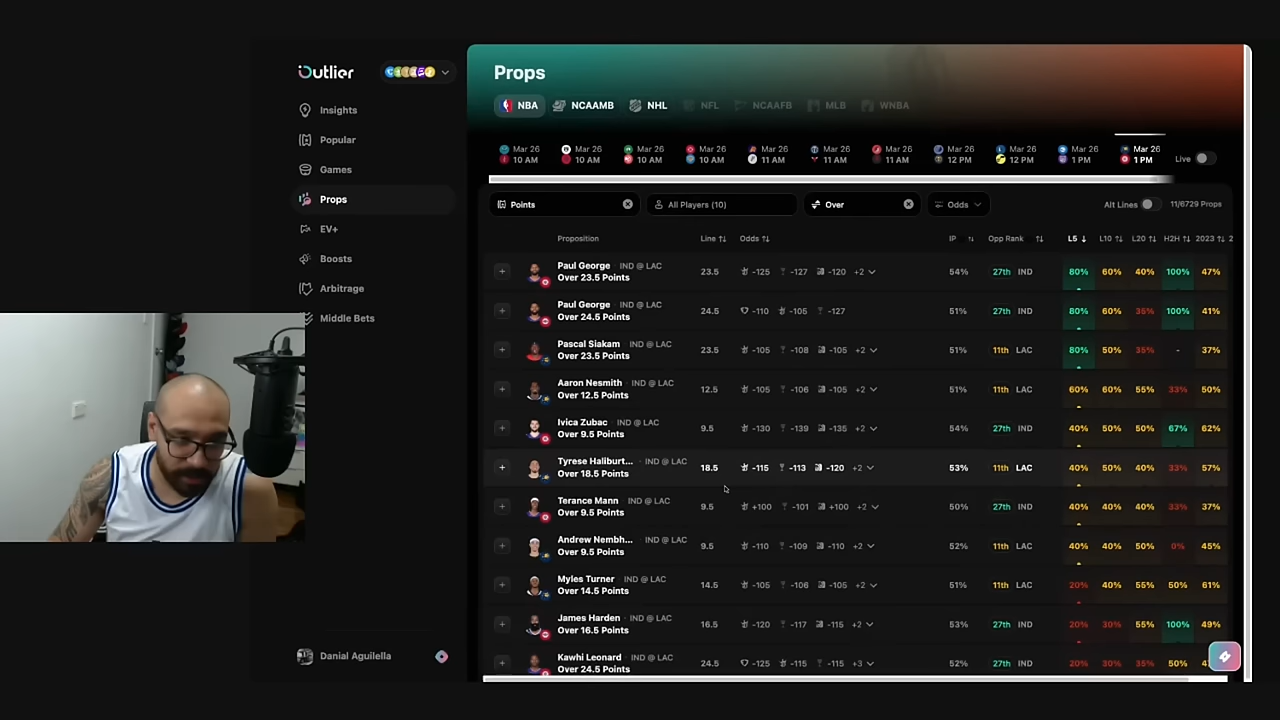 Outlier
Insights
Popular
Games
Props
EV+
Boosts
Arbitrage
Middle Bets
Danial Aguilella
Props
NBA NCAAMB NHL NFL NCAAFB MLB WNBA
Mar 26 Mar 26 Mar 26 Mar 26 Mar 26 Mar 26 Mar 26 Mar 26 Mar 26 Mar 26 Mar 26
10 AM 10 AM 10 AM 10 AM 11 AM 11 AM 11 AM 12 PM 12 PM 1 PM 1 PM Live
Points All Players (10) Over Odds Alt Lines 11/6729 Props
Proposition Line Odds IP Opp Rank L5 L10 L20 H2H 2023 2
Paul George IND @ LAC
Over 23.5 Points 23.5 -125 -127 -120 +2 54% 27th IND 80% 60% 40% 100% 47%
Paul George IND @ LAC
Over 24.5 Points 24.5 -110 -105 -127 51% 27th IND 80% 60% 35% 100% 41%
Pascal Siakam IND @ LAC
Over 23.5 Points 23.5 -105 -108 -105 +2 51% 11th LAC 80% 50% 35% - 37%
Aaron Nesmith IND @ LAC
Over 12.5 Points 12.5 -105 -106 -105 +2 51% 11th LAC 60% 60% 55% 33% 50%
Ivica Zubac IND @ LAC
Over 9.5 Points 9.5 -130 -139 -135 +2 54% 27th IND 40% 50% 50% 67% 62%
Tyrese Haliburt... IND @ LAC
Over 18.5 Points 18.5 -115 -113 -120 +2 53% 11th LAC 40% 50% 40% 33% 57%
Terance Mann IND @ LAC
Over 9.5 Points 9.5 +100 -101 +100 +2 50% 27th IND 40% 40% 40% 33% 37%
Andrew Nembh... IND @ LAC
Over 9.5 Points 9.5 -110 -109 -110 +2 52% 11th LAC 40% 40% 50% 0% 45%
Myles Turner IND @ LAC
Over 14.5 Points 14.5 -105 -106 -105 +2 51% 11th LAC 20% 40% 55% 50% 61%
James Harden IND @ LAC
Over 16.5 Points 16.5 -120 -117 -115 +2 53% 27th IND 20% 30% 55% 100% 49%
Kawhi Leonard IND @ LAC
Over 24.5 Points 24.5 -125 -115 -115 +3 52% 27th IND 20% 30% 35% 50%